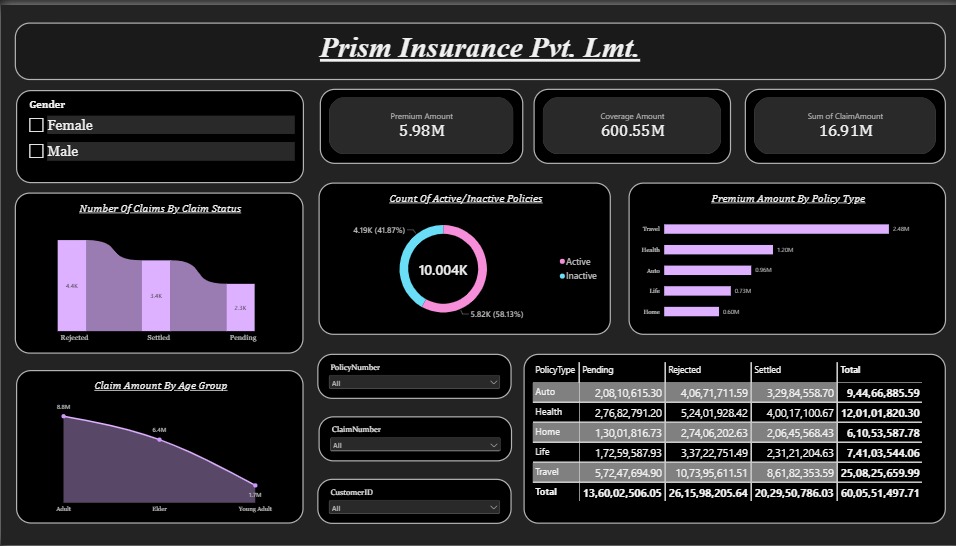 Prism Insurance Pvt. Lmt.
Gender
Female
Male
Premium Amount
5.98M
Coverage Amount
600.55M
Sum of ClaimAmount
16.91M
Number Of Claims By Claim Status
4.4K
3.4K
2.3K
Rejected Settled Pending
Count Of Active/Inactive Policies
4.19K (41.87%)
10.004K
Active
Inactive
5.82K (58.13%)
Premium Amount By Policy Type
Travel 2.48M
Health 1.20M
Auto 0.96M
Life 0.73M
Home 0.60M
Claim Amount By Age Group
8.8M
6.4M
1.7M
Adult Elder Young Adult
PolicyNumber
All
ClaimNumber
All
CustomerID
All
PolicyType Pending Rejected Settled Total
Auto 2,08,10,615.30 4,06,71,711.59 3,29,84,558.70 9,44,66,885.59
Health 2,76,82,791.20 5,24,01,928.42 4,00,17,100.67 12,01,01,820.30
Home 1,30,01,816.73 2,74,06,202.63 2,06,45,568.43 6,10,53,587.78
Life 1,72,59,587.93 3,37,22,751.49 2,31,21,204.63 7,41,03,544.06
Travel 5,72,47,694.90 10,73,95,611.51 8,61,82,353.59 25,08,25,659.99
Total 13,60,02,506.05 26,15,98,205.64 20,29,50,786.03 60,05,51,497.71